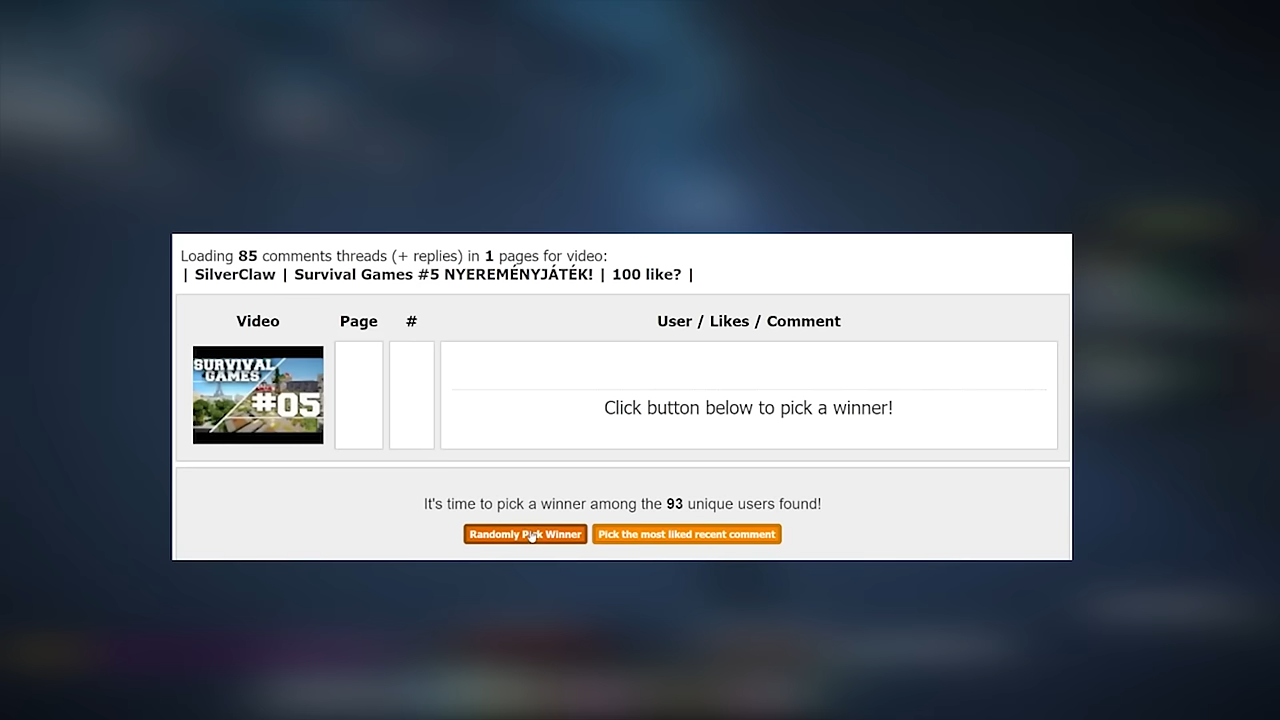 Loading 85 comments threads (+ replies) in 1 pages for video:
| SilverClaw | Survival Games #5 NYEREMÉNYJÁTÉK! | 100 like? |
Video Page # User / Likes / Comment
SURVIVAL
GAMES
#05
Click button below to pick a winner!
It's time to pick a winner among the 93 unique users found!
Randomly Pick Winner Pick the most liked recent comment